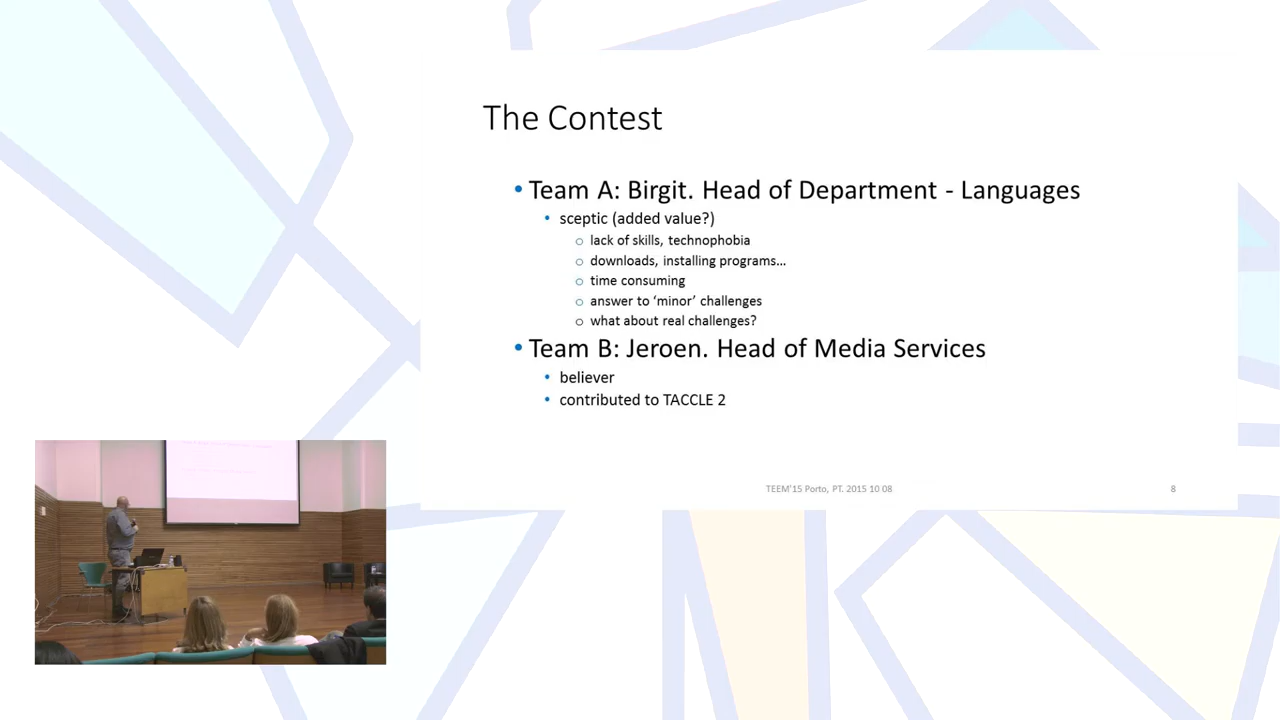 The Contest
• Team A: Birgit. Head of Department - Languages
• sceptic (added value?)
o lack of skills, technophobia
o downloads, installing programs…
o time consuming
o answer to ‘minor’ challenges
o what about real challenges?
• Team B: Jeroen. Head of Media Services
• believer
• contributed to TACCLE 2
TEEM'15 Porto, PT. 2015 10 08
8